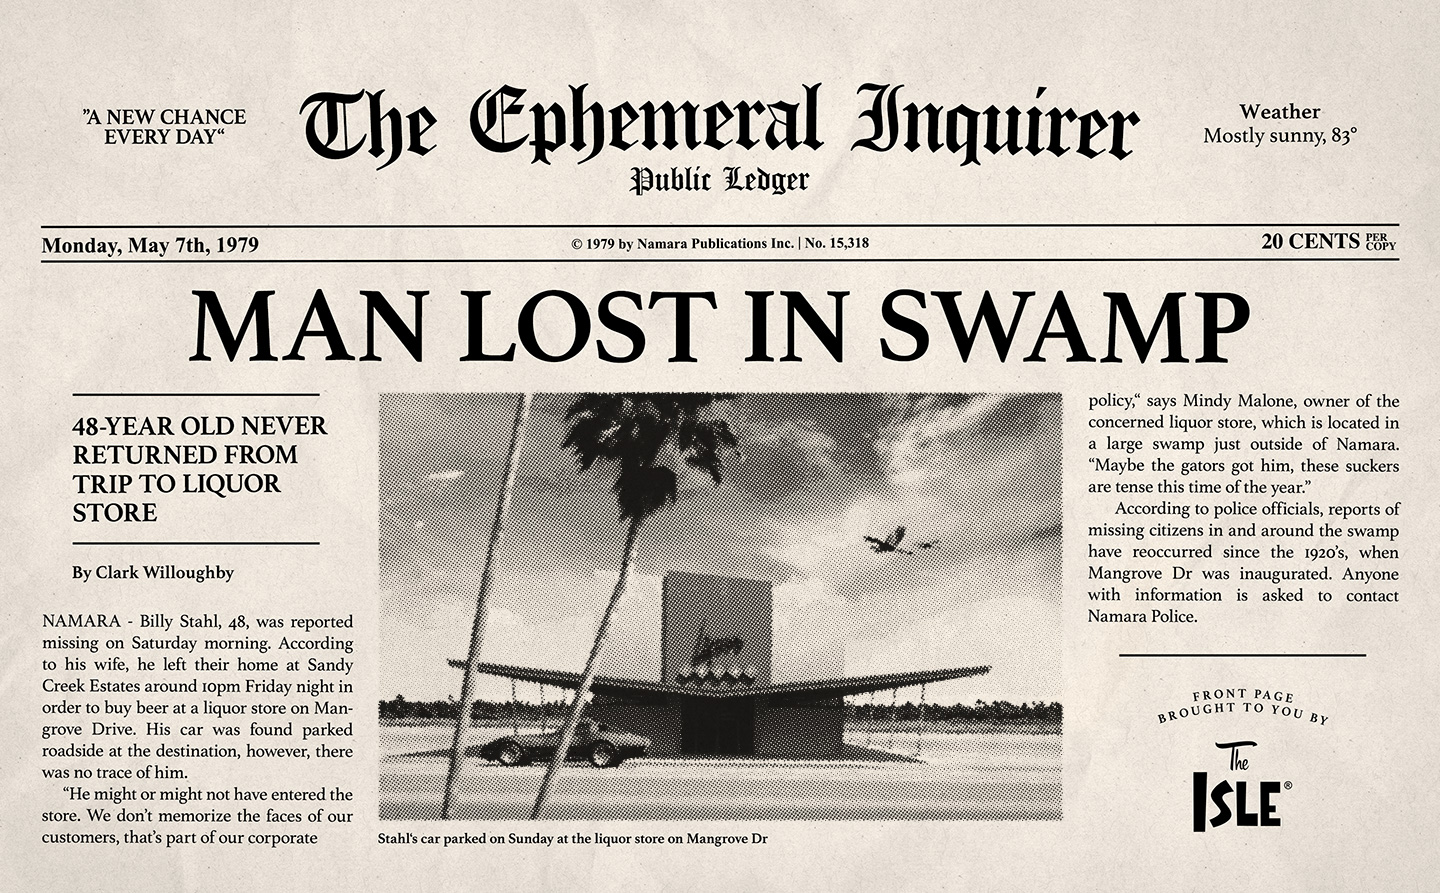 ”A NEW CHANCE
EVERY DAY“
The Ephemeral Inquirer
Public Ledger
Weather
Mostly sunny, 83°
Monday, May 7th, 1979
© 1979 by Namara Publications Inc. | No. 15,318
20 CENTS PER COPY
MAN LOST IN SWAMP
48-YEAR OLD NEVER
RETURNED FROM
TRIP TO LIQUOR
STORE
By Clark Willoughby
NAMARA - Billy Stahl, 48, was reported
missing on Saturday morning. According
to his wife, he left their home at Sandy
Creek Estates around 10pm Friday night in
order to buy beer at a liquor store on Man-
grove Drive. His car was found parked
roadside at the destination, however, there
was no trace of him.
“He might or might not have entered the
store. We don’t memorize the faces of our
customers, that’s part of our corporate
Stahl‘s car parked on Sunday at the liquor store on Mangrove Dr
policy,“ says Mindy Malone, owner of the
concerned liquor store, which is located in
a large swamp just outside of Namara.
“Maybe the gators got him, these suckers
are tense this time of the year.”
According to police officials, reports of
missing citizens in and around the swamp
have reoccurred since the 1920’s, when
Mangrove Dr was inaugurated. Anyone
with information is asked to contact
Namara Police.
FRONT PAGE
BROUGHT TO YOU BY
The
ISLE®